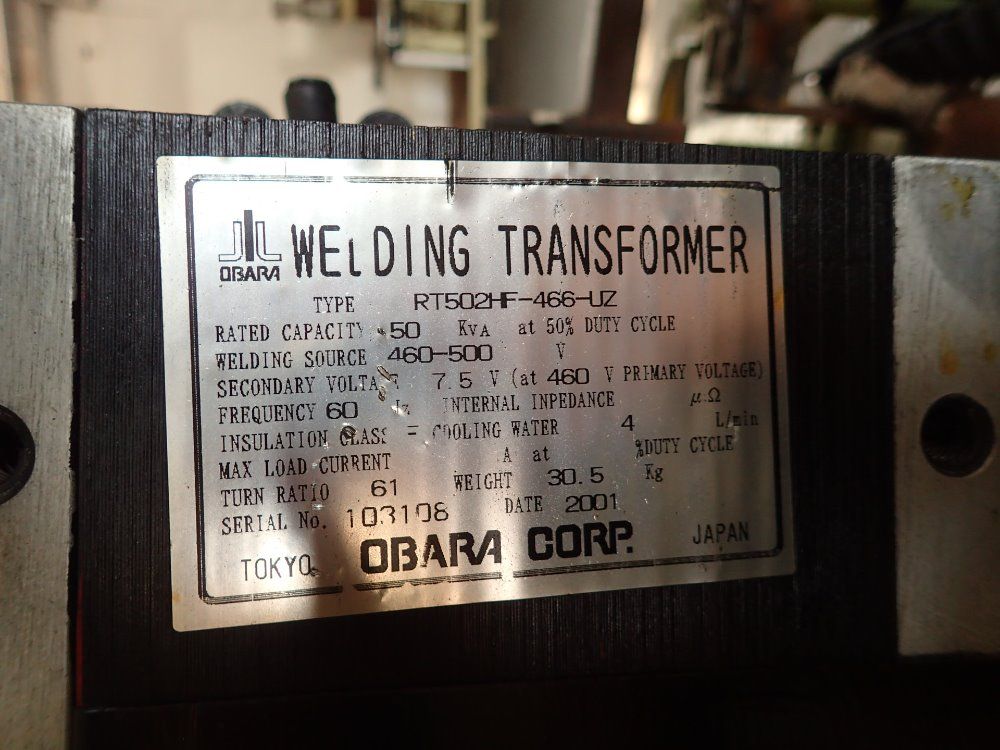 OBARA WELDING TRANSFORMER
TYPE RT502HF-466-UZ
RATED CAPACITY 50 KVA at 50% DUTY CYCLE
WELDING SOURCE 460-500 V
SECONDARY VOLTAGE 7.5 V (at 460 V PRIMARY VOLTAGE)
FREQUENCY 60 Hz INTERNAL INPEDANCE μΩ
INSULATION CLASS COOLING WATER 4 L/min
MAX LOAD CURRENT A at %DUTY CYCLE
TURN RATIO 61 WEIGHT 30.5 Kg
SERIAL No. 103108 DATE 2001
TOKYO OBARA CORP. JAPAN